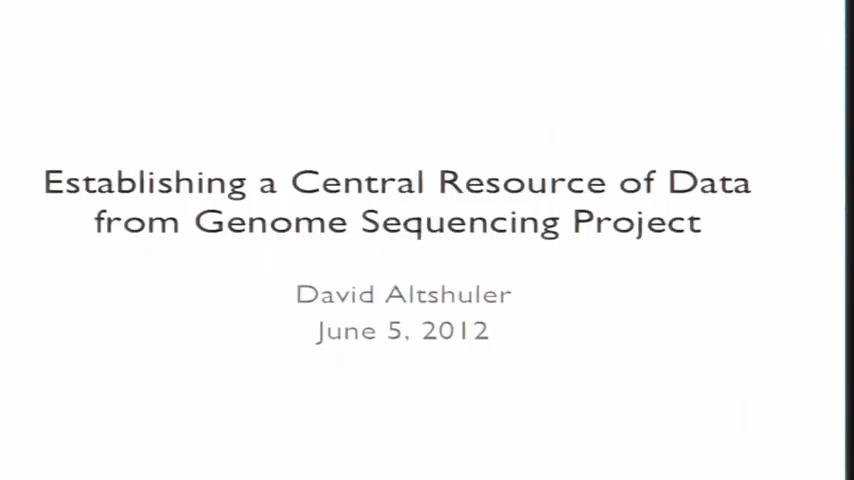 Establishing a Central Resource of Data
from Genome Sequencing Project
David Altshuler
June 5, 2012